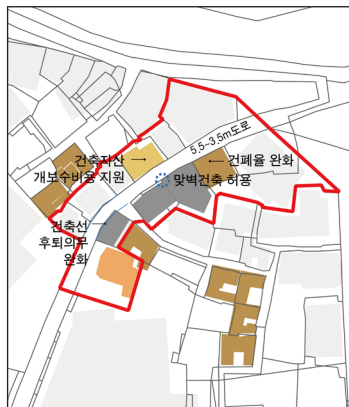 5.5~3.5m도로
건축자산
개보수비용 지원
건폐율 완화
맞벽건축 허용
건축선
후퇴의무
완화